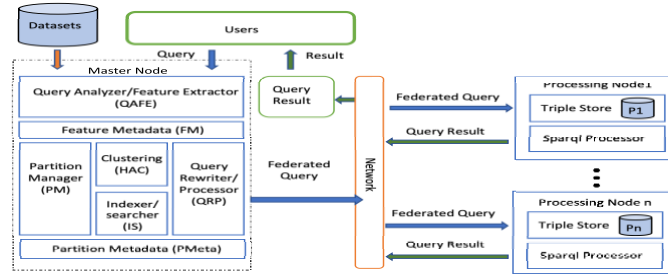 Datasets
Users
Query
Result
Master Node
Query Analyzer/Feature Extractor
(QAFE)
Feature Metadata (FM)
Partition
Manager
(PM)
Clustering
(HAC)
Indexer/
searcher
(IS)
Query
Rewriter/
Processor
(QRP)
Partition Metadata (PMeta)
Query
Result
Federated
Query
Network
Federated Query
Query Result
Processing Node1
Triple Store
P1
Sparql Processor
Federated Query
Query Result
Processing Node n
Triple Store
Pn
Sparql Processor